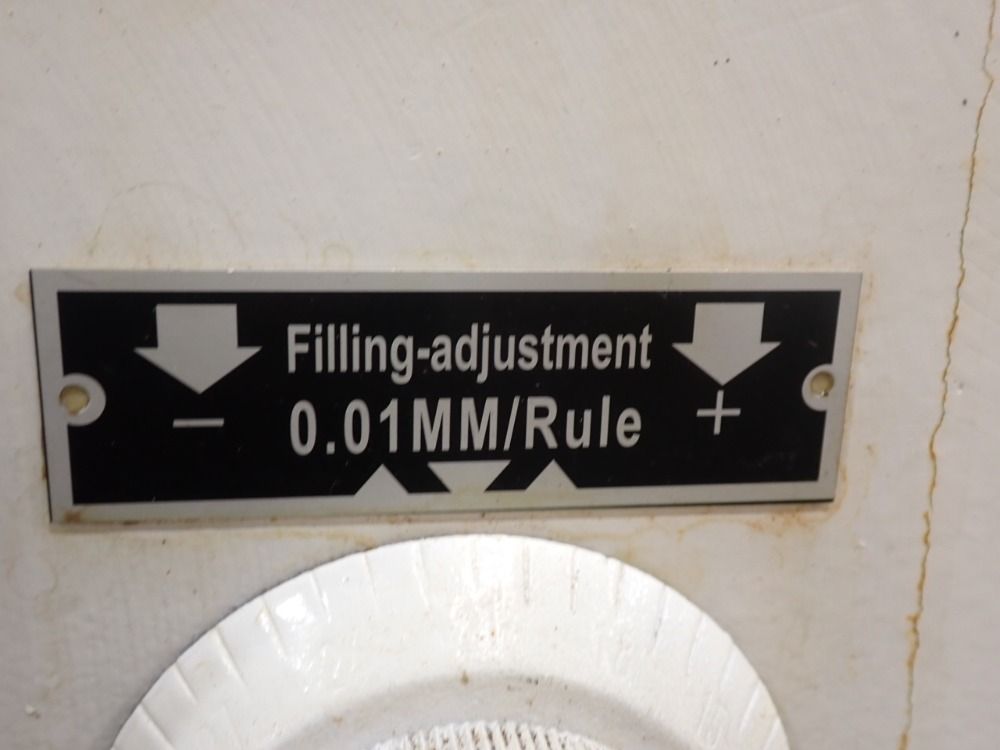 Filling-adjustment
0.01MM/Rule
− +